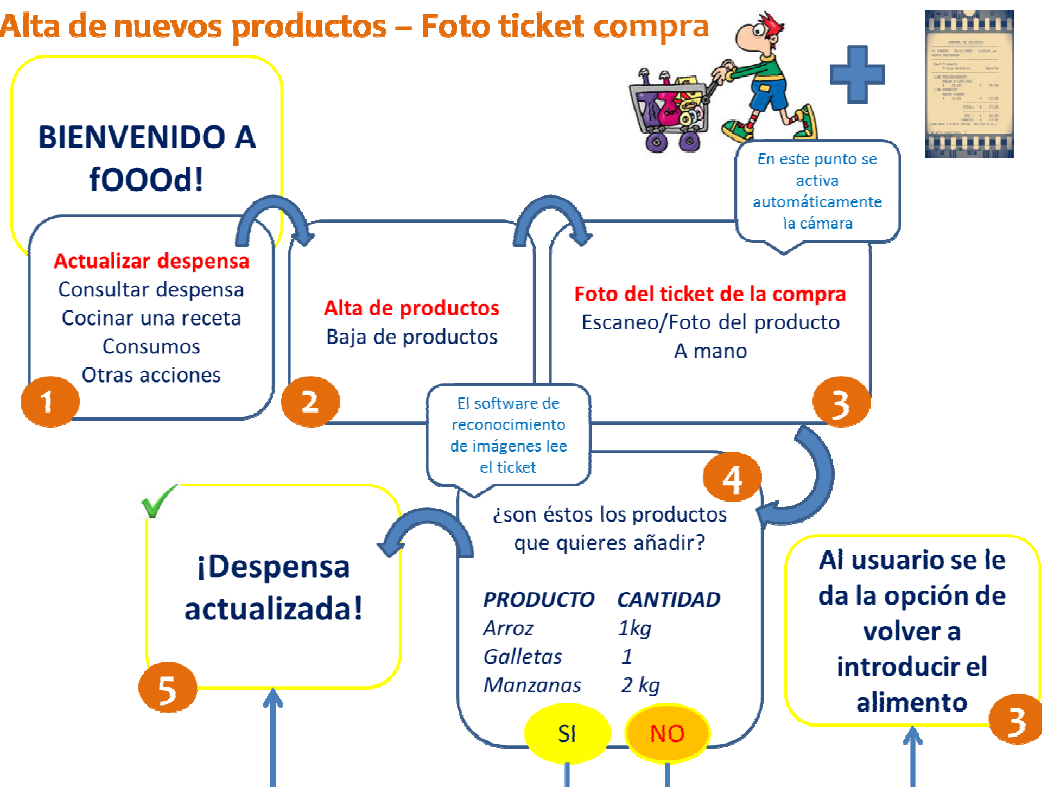 Alta de nuevos productos – Foto ticket compra
BIENVENIDO A
fOOOd!
En este punto se
activa
automáticamente
la cámara
Actualizar despensa
Consultar despensa
Cocinar una receta
Consumos
Otras acciones
1
Alta de productos
Baja de productos
2
Foto del ticket de la compra
Escaneo/Foto del producto
A mano
3
El software de
reconocimiento
de imágenes lee
el ticket
4
¿son éstos los productos
que quieres añadir?
PRODUCTO CANTIDAD
Arroz 1kg
Galletas 1
Manzanas 2 kg
SI NO
¡Despensa
actualizada!
5
Al usuario se le
da la opción de
volver a
introducir el
alimento
3